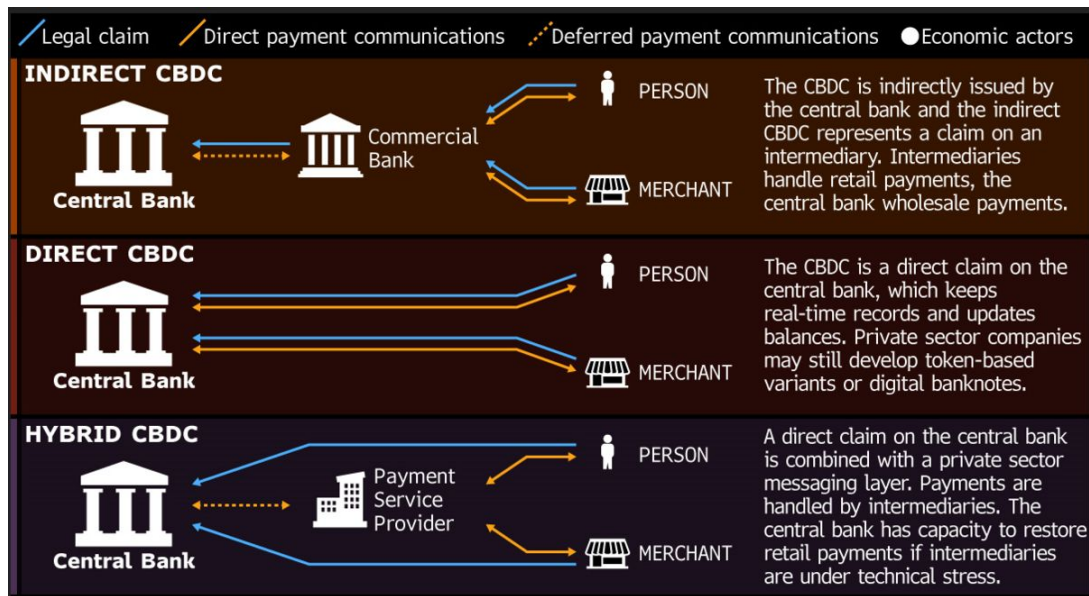 Legal claim
Direct payment communications
Deferred payment communications
Economic actors
INDIRECT CBDC
Central Bank
Commercial
Bank
PERSON
MERCHANT
The CBDC is indirectly issued by
the central bank and the indirect
CBDC represents a claim on an
intermediary. Intermediaries
handle retail payments, the
central bank wholesale payments.
DIRECT CBDC
Central Bank
PERSON
MERCHANT
The CBDC is a direct claim on the
central bank, which keeps
real-time records and updates
balances. Private sector companies
may still develop token-based
variants or digital banknotes.
HYBRID CBDC
Central Bank
Payment
Service
Provider
PERSON
MERCHANT
A direct claim on the central bank
is combined with a private sector
messaging layer. Payments are
handled by intermediaries. The
central bank has capacity to restore
retail payments if intermediaries
are under technical stress.